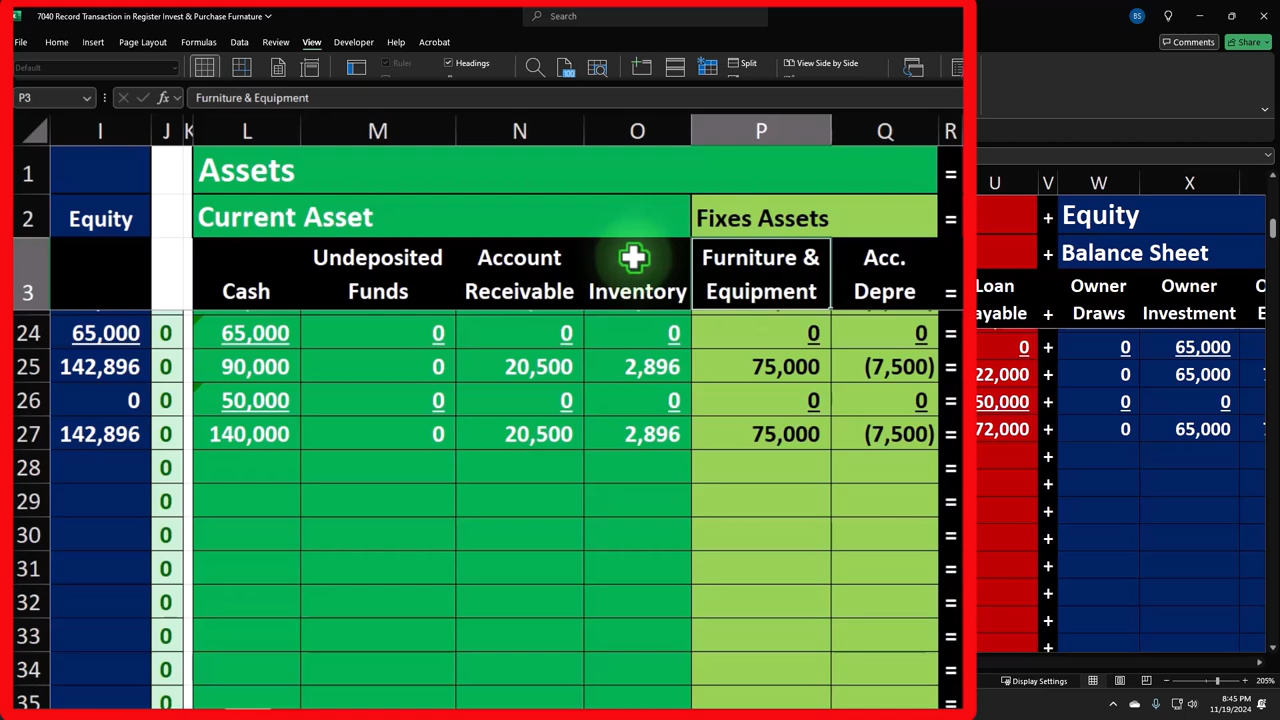 7040 Record Transaction in Register Invest & Purchase Furnature
Search
BS
File Home Insert Page Layout Formulas Data Review View Developer Help Acrobat
Comments Share
Default Ruler Headings 100 Split View Side by Side
P3 fx Furniture & Equipment
I J K L M N O P Q R U V W X
1 Assets = + Equity
2 Equity Current Asset Fixes Assets = + Balance Sheet
3 Cash Undeposited Funds Account Receivable Inventory Furniture & Equipment Acc. Depre = Loan ayable + Owner Draws Owner Investment
24 65,000 0 65,000 0 0 0 0 0 = 0 + 0 65,000
25 142,896 0 90,000 0 20,500 2,896 75,000 (7,500) = 22,000 + 0 65,000
26 0 0 50,000 0 0 0 0 0 = 50,000 + 0 0
27 142,896 0 140,000 0 20,500 2,896 75,000 (7,500) = 72,000 + 0 65,000
28 0 = +
29 0 = +
30 0 = +
31 0 = +
32 0 = +
33 0 = +
34 0 = +
35 0 = +
Display Settings 205%
8:45 PM
11/19/2024